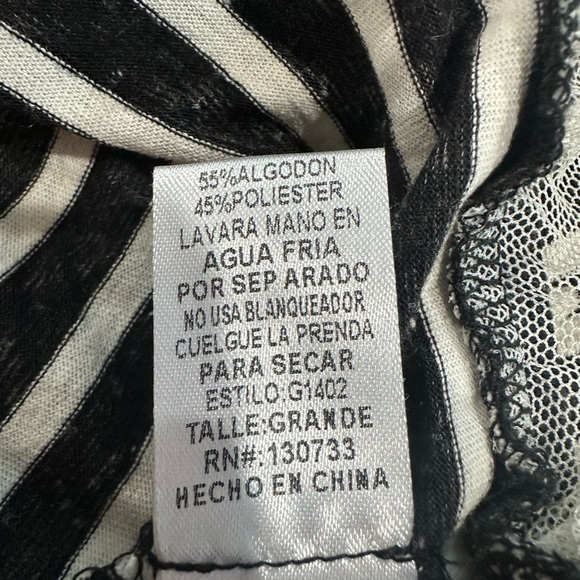 55%ALGODON
45%POLIESTER
LAVARA MANO EN
AGUA FRIA
POR SEP ARADO
NO USA BLANQUEADOR
CUELGUE LA PRENDA
PARA SECAR
ESTILO:G1402
TALLE:GRANDE
RN#:130733
HECHO EN CHINA